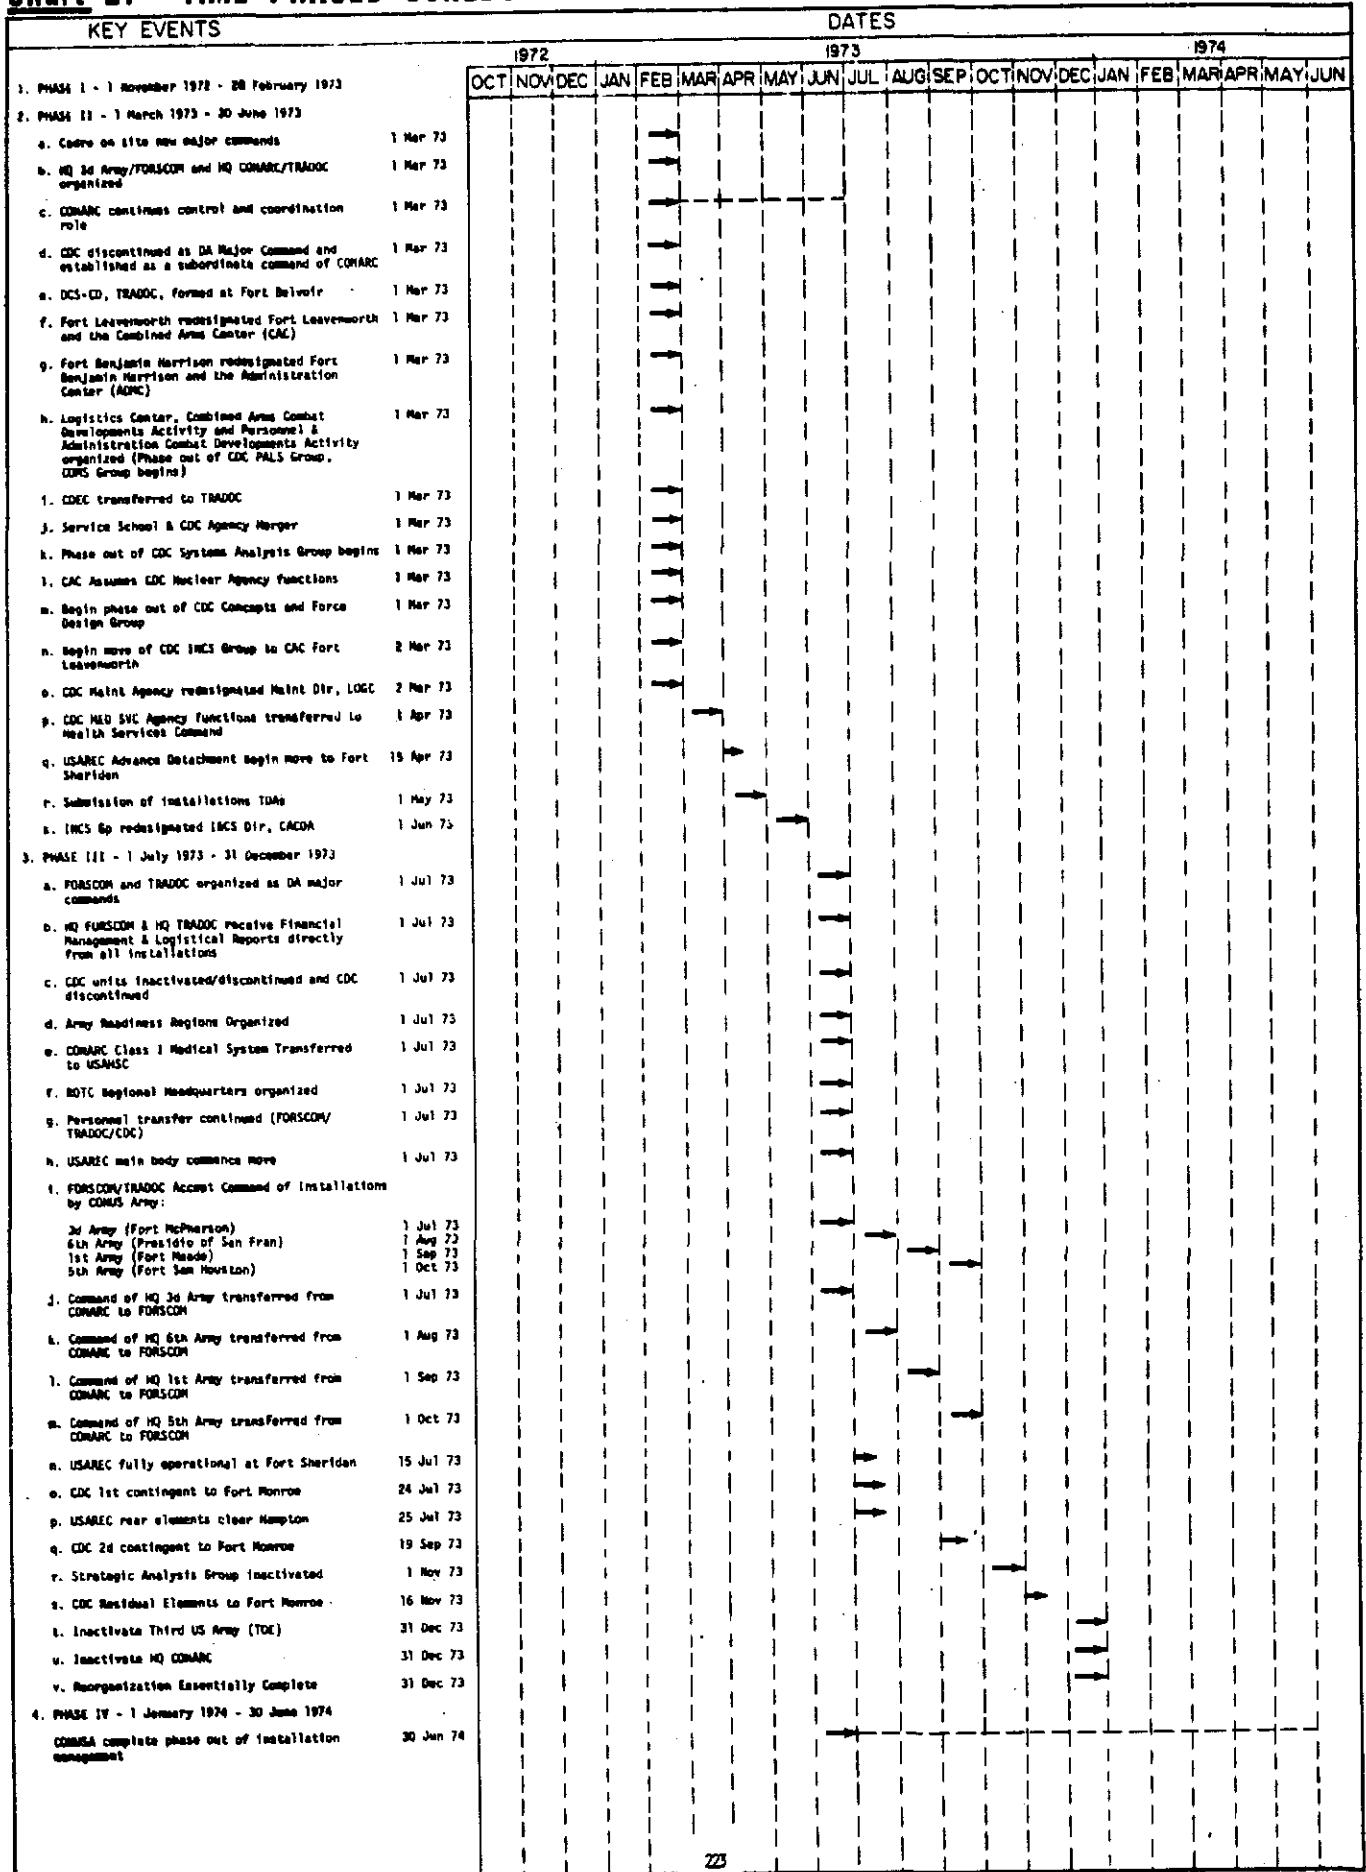 KEY EVENTS
DATES
1972 1973 1974
OCT NOV DEC JAN FEB MAR APR MAY JUN JUL AUG SEP OCT NOV DEC JAN FEB MAR APR MAY JUN
1. PHASE I - 1 November 1972 - 28 February 1973
2. PHASE II - 1 March 1973 - 30 June 1973
a. Cadre on site new major commands 1 Mar 73
b. HQ 3d Army/FORSCOM and HQ CONARC/TRADOC 1 Mar 73
organized
c. CONARC continues control and coordination 1 Mar 73
role
d. CDC discontinued as DA Major Command and 1 Mar 73
established as a subordinate command of CONARC
e. DCS-CD, TRADOC, formed at Fort Belvoir 1 Mar 73
f. Fort Leavenworth redesignated Fort Leavenworth 1 Mar 73
and the Combined Arms Center (CAC)
g. Fort Benjamin Harrison redesignated Fort 1 Mar 73
Benjamin Harrison and the Administration
Center (ADMC)
h. Logistics Center, Combined Arms Combat 1 Mar 73
Developments Activity and Personnel &
Administration Combat Developments Activity
organized (Phase out of CDC PALS Group,
Group begins)
i. CDEC transferred to TRADOC 1 Mar 73
j. Service School & CDC Agency Merger 1 Mar 73
k. Phase out of CDC Systems Analysis Group begins 1 Mar 73
l. CAC Assumes CDC Nuclear Agency functions 1 Mar 73
m. Begin phase out of CDC Concepts and Force 1 Mar 73
Design Group
n. Begin move of CDC INCS Group to CAC Fort 2 Mar 73
Leavenworth
o. CDC Maint Agency redesignated Maint Dir, LOGC 2 Mar 73
p. CDC MED SVC Agency functions transferred to 1 Apr 73
Health Services Command
q. USAREC Advance Detachment begin move to Fort 15 Apr 73
Sheridan
r. Submission of installations TDAs 1 May 73
s. INCS Gp redesignated INCS Dir, CACDA 1 Jun 73
3. PHASE III - 1 July 1973 - 31 December 1973
a. FORSCOM and TRADOC organized as DA major 1 Jul 73
commands
b. HQ FORSCOM & HQ TRADOC receive Financial 1 Jul 73
Management & Logistical Reports directly
from all installations
c. CDC units inactivated/discontinued and CDC 1 Jul 73
discontinued
d. Army Readiness Regions Organized 1 Jul 73
e. CONARC Class I Medical System Transferred 1 Jul 73
to USAHSC
f. ROTC Regional Headquarters organized 1 Jul 73
g. Personnel transfer continued (FORSCOM/ 1 Jul 73
TRADOC/CDC)
h. USAREC main body commence move 1 Jul 73
i. FORSCOM/TRADOC Accept Command of Installations
by CONUS Army:
3d Army (Fort McPherson) 1 Jul 73
6th Army (Presidio of San Fran) 1 Aug 73
1st Army (Fort Meade) 1 Sep 73
5th Army (Fort Sam Houston) 1 Oct 73
j. Command of HQ 3d Army transferred from 1 Jul 73
CONARC to FORSCOM
k. Command of HQ 6th Army transferred from 1 Aug 73
CONARC to FORSCOM
l. Command of HQ 1st Army transferred from 1 Sep 73
CONARC to FORSCOM
m. Command of HQ 5th Army transferred from 1 Oct 73
CONARC to FORSCOM
n. USAREC fully operational at Fort Sheridan 15 Jul 73
o. CDC 1st contingent to Fort Monroe 24 Jul 73
p. USAREC rear elements clear Hampton 25 Jul 73
q. CDC 2d contingent to Fort Monroe 19 Sep 73
r. Strategic Analysis Group inactivated 1 Nov 73
s. CDC Residual Elements to Fort Monroe 16 Nov 73
t. Inactivate Third US Army (TOE) 31 Dec 73
u. Inactivate HQ CONARC 31 Dec 73
v. Reorganization Essentially Complete 31 Dec 73
4. PHASE IV - 1 January 1974 - 30 June 1974
CONUSA complete phase out of installation 30 Jun 74
management
223